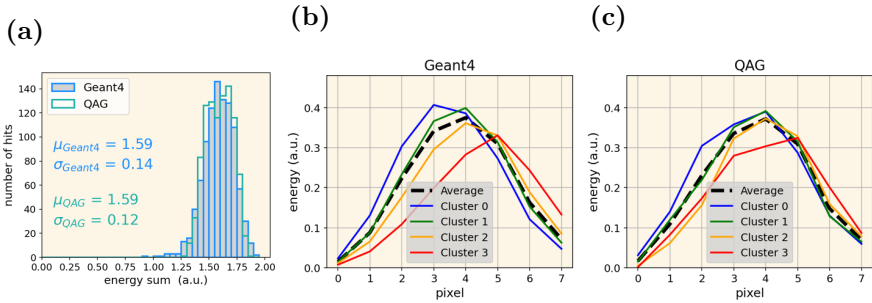 (a)
Geant4
QAG
μGeant4 = 1.59
σGeant4 = 0.14
μQAG = 1.59
σQAG = 0.12
number of hits
0
20
40
60
80
100
120
140
0.00 0.25 0.50 0.75 1.00 1.25 1.50 1.75 2.00
energy sum (a.u.)
(b)
Geant4
energy (a.u.)
0.4
0.3
0.2
0.1
0.0
Average
Cluster 0
Cluster 1
Cluster 2
Cluster 3
0 1 2 3 4 5 6 7
pixel
(c)
QAG
energy (a.u.)
0.4
0.3
0.2
0.1
0.0
Average
Cluster 0
Cluster 1
Cluster 2
Cluster 3
0 1 2 3 4 5 6 7
pixel